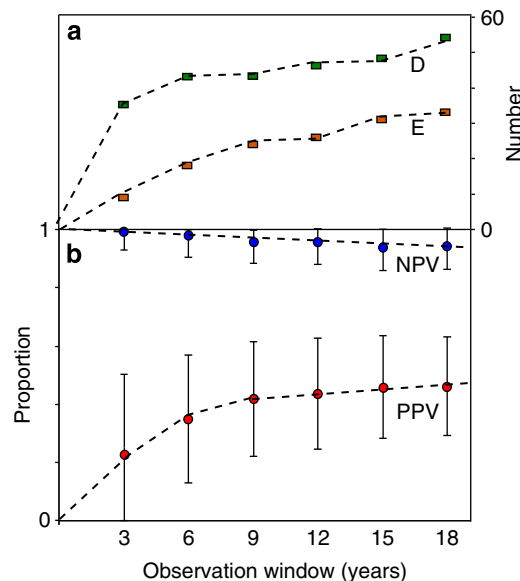 a
60
D
E
Number
1
0
b
NPV
Proportion
PPV
0
3 6 9 12 15 18
Observation window (years)